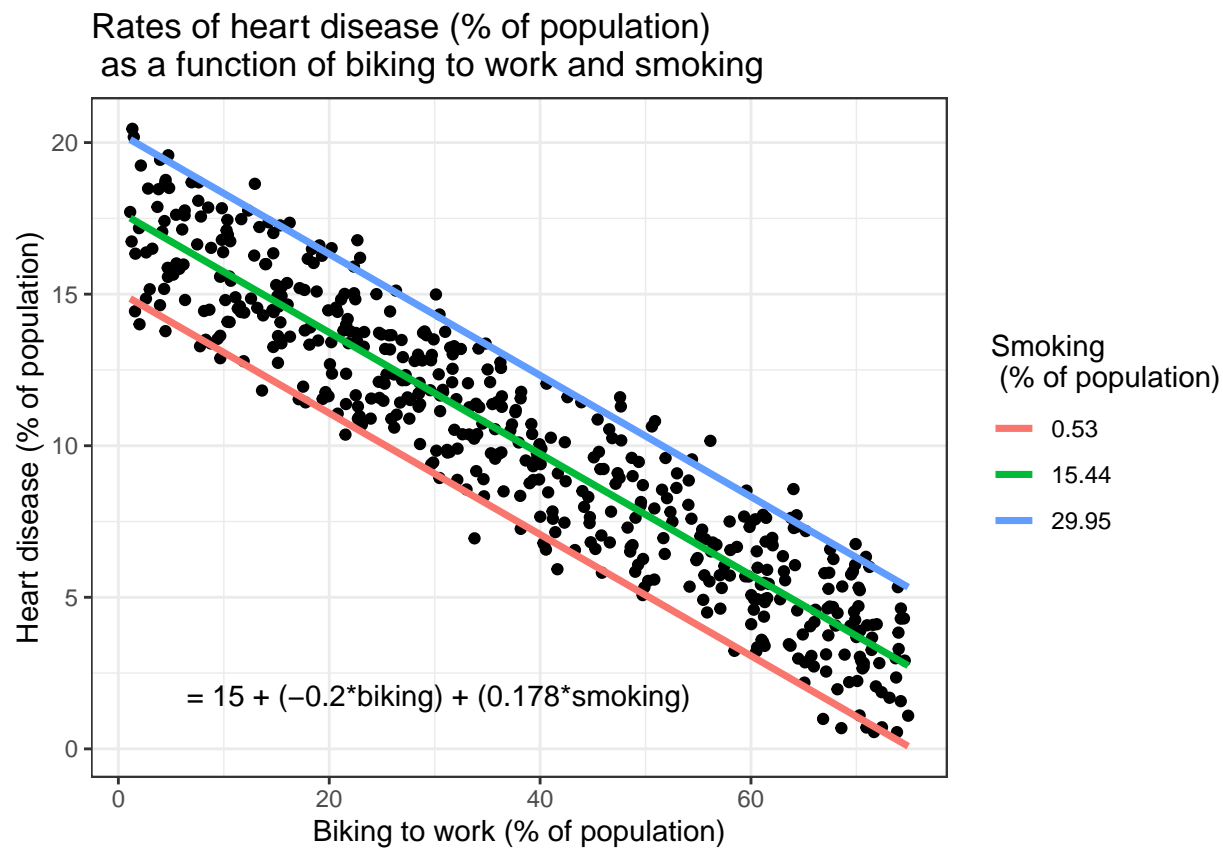 Rates of heart disease (% of population)
as a function of biking to work and smoking
Heart disease (% of population)
20
15
10
5
0
= 15 + (−0.2*biking) + (0.178*smoking)
0
20
40
60
Biking to work (% of population)
Smoking
(% of population)
0.53
15.44
29.95